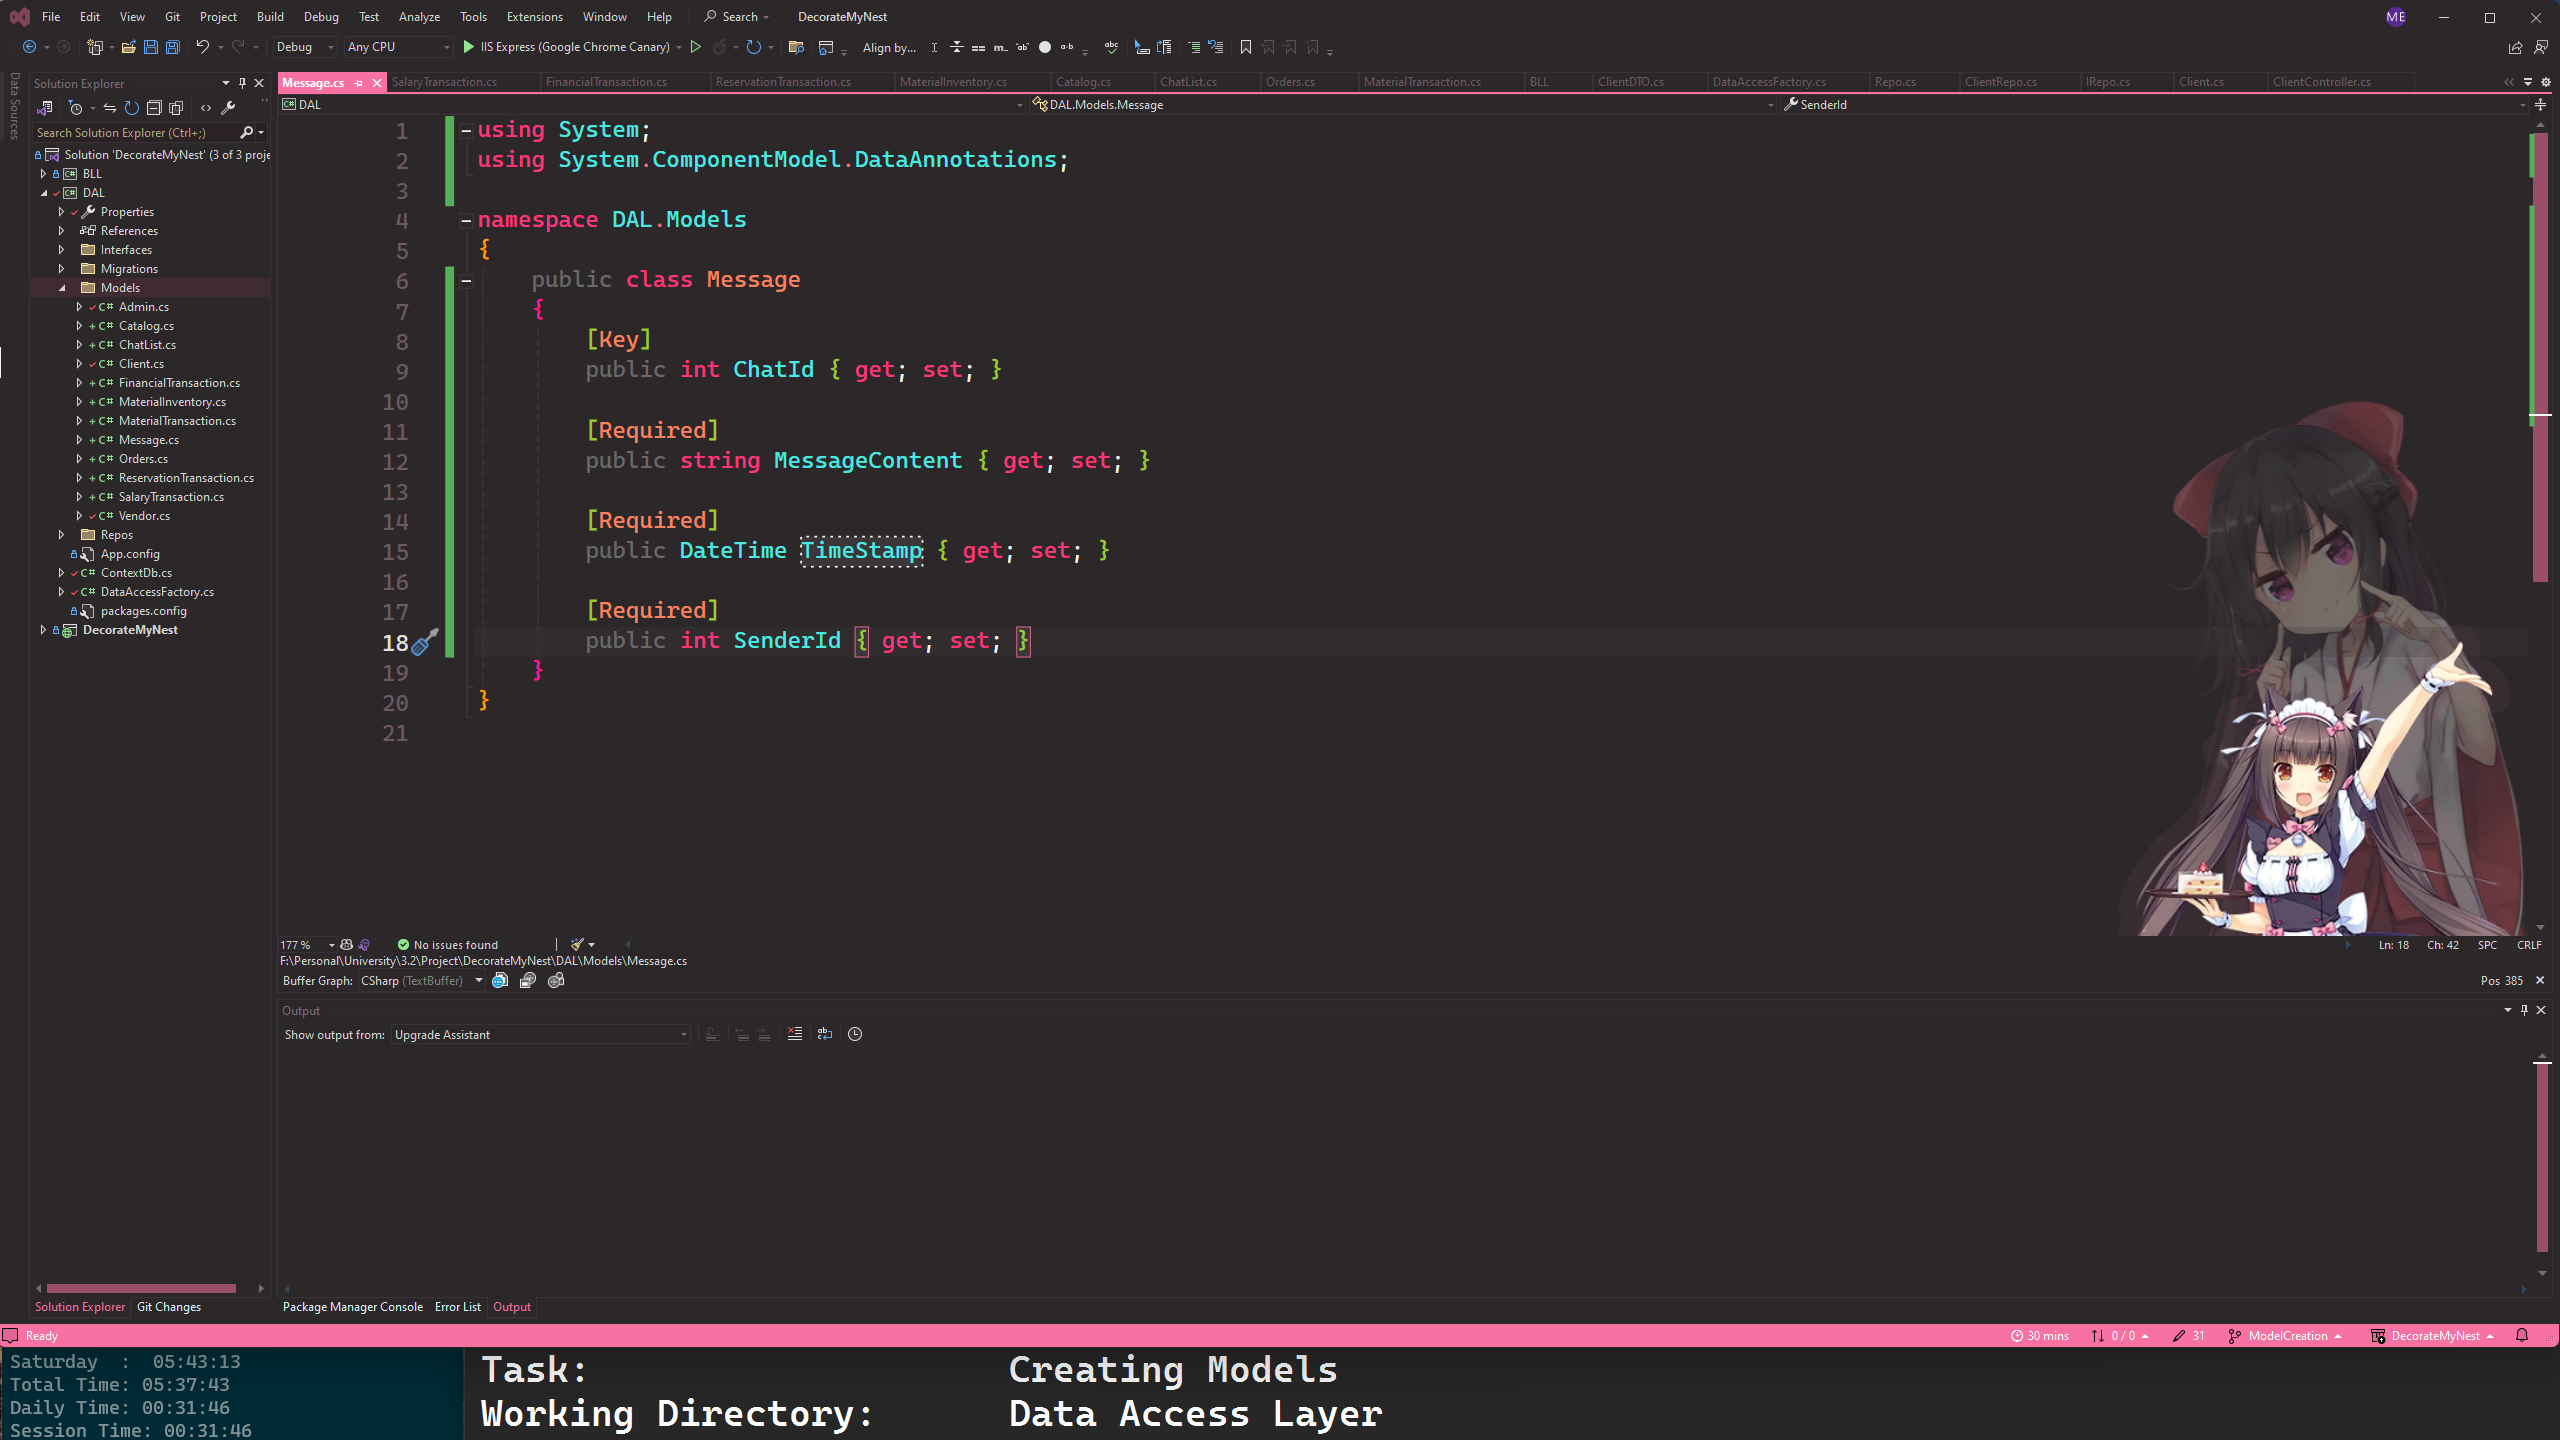 File Edit View Git Project Build Debug Test Analyze Tools Extensions Window Help Search DecorateMyNest ME
Debug Any CPU IIS Express (Google Chrome Canary) Align by...
Data Sources
Solution Explorer
Search Solution Explorer (Ctrl+;)
Solution 'DecorateMyNest' (3 of 3 proje
BLL
DAL
Properties
References
Interfaces
Migrations
Models
C# Admin.cs
C# Catalog.cs
C# ChatList.cs
C# Client.cs
C# FinancialTransaction.cs
C# MaterialInventory.cs
C# MaterialTransaction.cs
C# Message.cs
C# Orders.cs
C# ReservationTransaction.cs
C# SalaryTransaction.cs
C# Vendor.cs
Repos
App.config
C# ContextDb.cs
C# DataAccessFactory.cs
packages.config
DecorateMyNest
Solution Explorer Git Changes
Message.cs SalaryTransaction.cs FinancialTransaction.cs ReservationTransaction.cs MaterialInventory.cs Catalog.cs ChatList.cs Orders.cs MaterialTransaction.cs BLL ClientDTO.cs DataAccessFactory.cs Repo.cs ClientRepo.cs IRepo.cs Client.cs ClientController.cs
DAL DAL.Models.Message SenderId
1 using System;
2 using System.ComponentModel.DataAnnotations;
3
4 namespace DAL.Models
5 {
6 public class Message
7 {
8 [Key]
9 public int ChatId { get; set; }
10
11 [Required]
12 public string MessageContent { get; set; }
13
14 [Required]
15 public DateTime TimeStamp { get; set; }
16
17 [Required]
18 public int SenderId { get; set; }
19 }
20 }
21
177 % No issues found Ln: 18 Ch: 42 SPC CRLF
F:\Personal\University\3.2\Project\DecorateMyNest\DAL\Models\Message.cs
Buffer Graph: CSharp (TextBuffer) Pos 385
Output
Show output from: Upgrade Assistant
Package Manager Console Error List Output
Ready 30 mins 0 / 0 31 ModelCreation DecorateMyNest
Saturday : 05:43:13
Total Time: 05:37:43
Daily Time: 00:31:46
Session Time: 00:31:46
Task: Creating Models
Working Directory: Data Access Layer